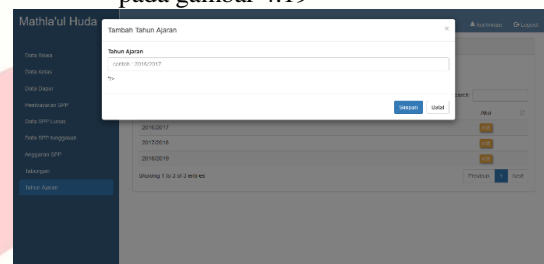 pada gambar 4.19
Mathla'ul Huda
Logout
Tambah Tahun Ajaran
×
Tahun Ajaran
contoh : 2016/2017
Simpan
Batal
Data Siswa
Data Kelas
Data Dapur
Pembayaran SPP
Data SPP Lunas
Data SPP tunggakan
Anggaran SPP
Tabungan
Tahun Ajaran
Aksi
2016/2017
2017/2018
2018/2019
Showing 1 to 3 of 3 entries
Previous
1
Next